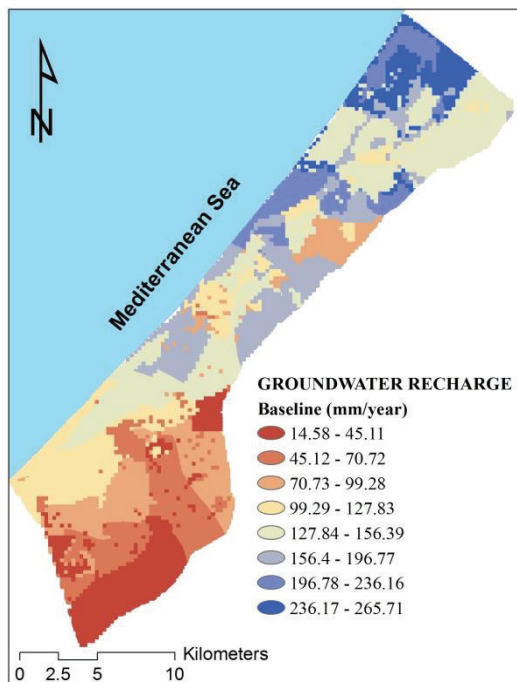 N
Mediterranean Sea
GROUNDWATER RECHARGE
Baseline (mm/year)
14.58 - 45.11
45.12 - 70.72
70.73 - 99.28
99.29 - 127.83
127.84 - 156.39
156.4 - 196.77
196.78 - 236.16
236.17 - 265.71
Kilometers
0 2.5 5 10